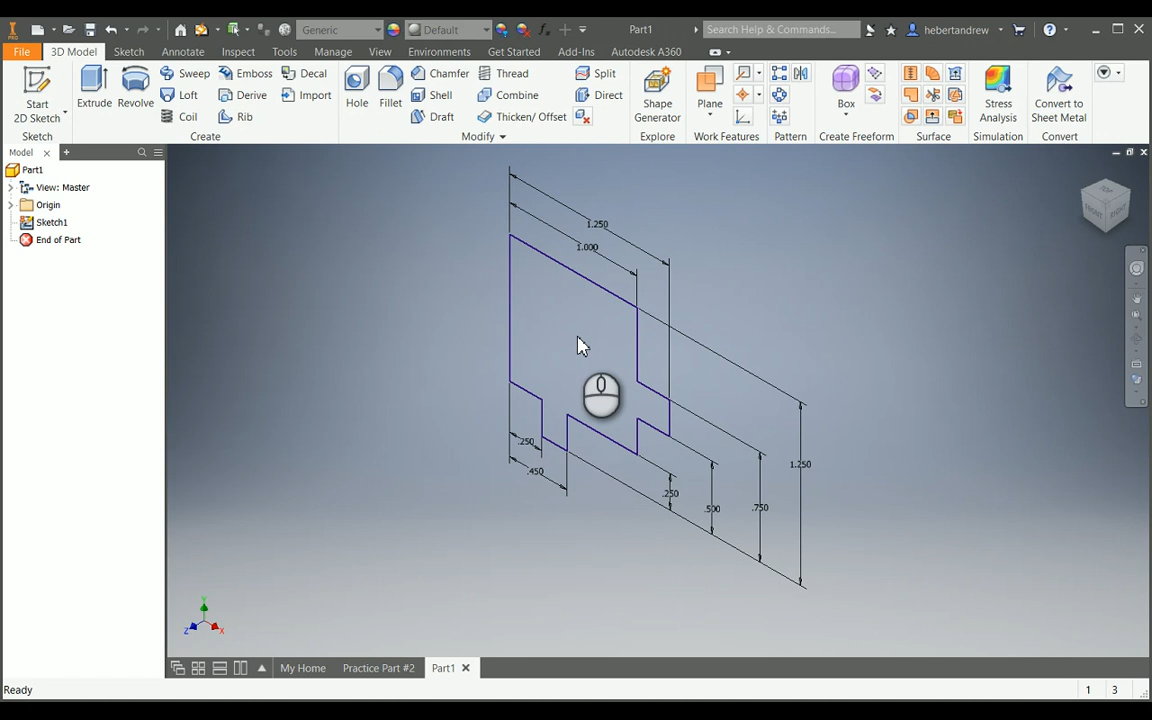 PRO
Generic
Default
fx
Part1
Search Help & Commands...
hebertandrew
File
3D Model
Sketch
Annotate
Inspect
Tools
Manage
View
Environments
Get Started
Add-Ins
Autodesk A360
Start
2D Sketch
Extrude
Revolve
Sweep
Emboss
Decal
Loft
Derive
Import
Coil
Rib
Hole
Fillet
Chamfer
Thread
Split
Shell
Combine
Direct
Draft
Thicken/ Offset
Shape
Generator
Plane
Box
Stress
Analysis
Convert to
Sheet Metal
Sketch
Create
Modify
Explore
Work Features
Pattern
Create Freeform
Surface
Simulation
Convert
Model
Part1
View: Master
Origin
Sketch1
End of Part
1.250
1.000
.250
.450
.250
.500
.750
1.250
TOP
FRONT
RIGHT
Y
Z
X
My Home
Practice Part #2
Part1
Ready
1
3